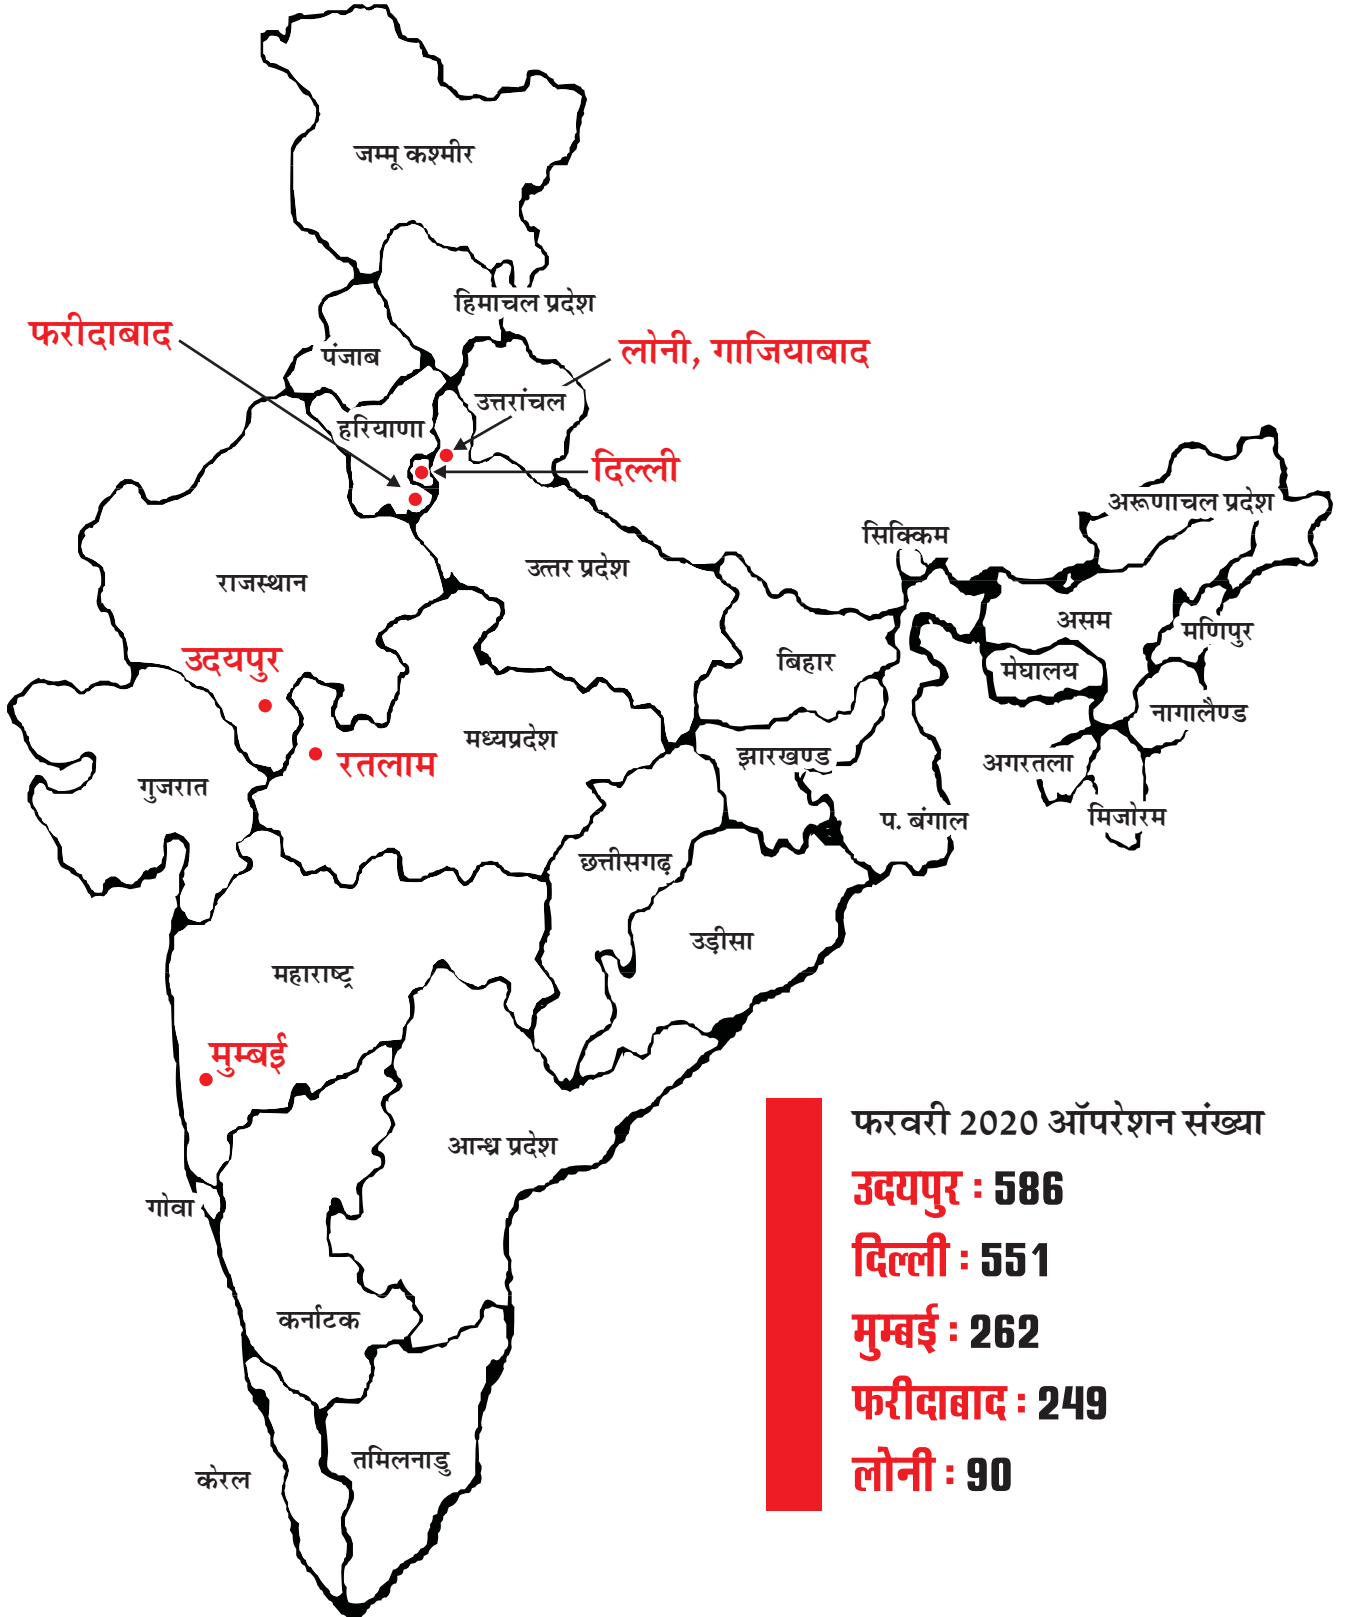 जम्मू कश्मीर
हिमाचल प्रदेश
फरीदाबाद
पंजाब
लोनी, गाजियाबाद
उत्तरांचल
हरियाणा
दिल्ली
अरूणाचल प्रदेश
सिक्किम
उत्तर प्रदेश
राजस्थान
असम
मणिपुर
उदयपुर
बिहार
मेघालय
नागालैण्ड
मध्यप्रदेश
रतलाम
झारखण्ड
अगरतला
गुजरात
प. बंगाल
मिजोरम
छत्तीसगढ़
उड़ीसा
महाराष्ट्र
मुम्बई
आन्ध्र प्रदेश
गोवा
कर्नाटक
तमिलनाडु
केरल
फरवरी 2020 ऑपरेशन संख्या
उदयपुर : 586
दिल्ली : 551
मुम्बई : 262
फरीदाबाद : 249
लोनी : 90